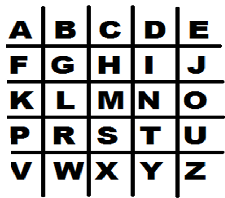 A B C D E
F G H I J
K L M N O
P R S T U
V W X Y Z